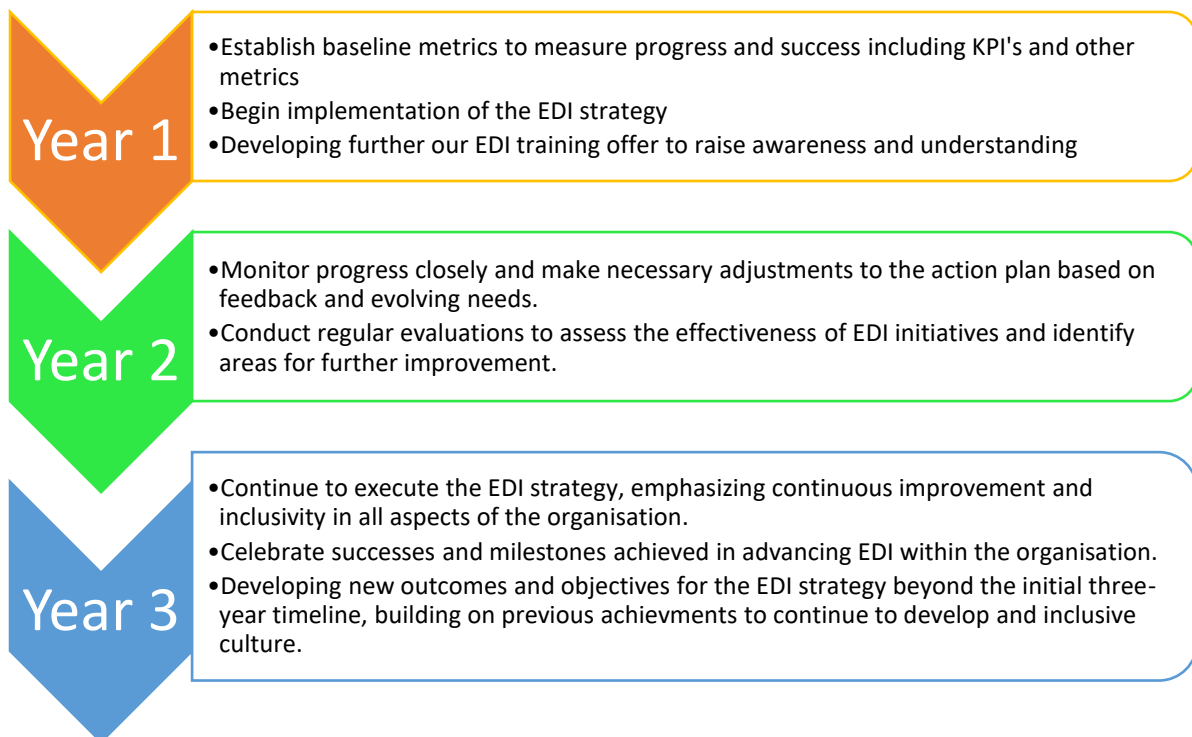 Year 1
•Establish baseline metrics to measure progress and success including KPI's and other
metrics
•Begin implementation of the EDI strategy
•Developing further our EDI training offer to raise awareness and understanding
Year 2
•Monitor progress closely and make necessary adjustments to the action plan based on
feedback and evolving needs.
•Conduct regular evaluations to assess the effectiveness of EDI initiatives and identify
areas for further improvement.
Year 3
•Continue to execute the EDI strategy, emphasizing continuous improvement and
inclusivity in all aspects of the organisation.
•Celebrate successes and milestones achieved in advancing EDI within the organisation.
•Developing new outcomes and objectives for the EDI strategy beyond the initial three-
year timeline, building on previous achievments to continue to develop and inclusive
culture.